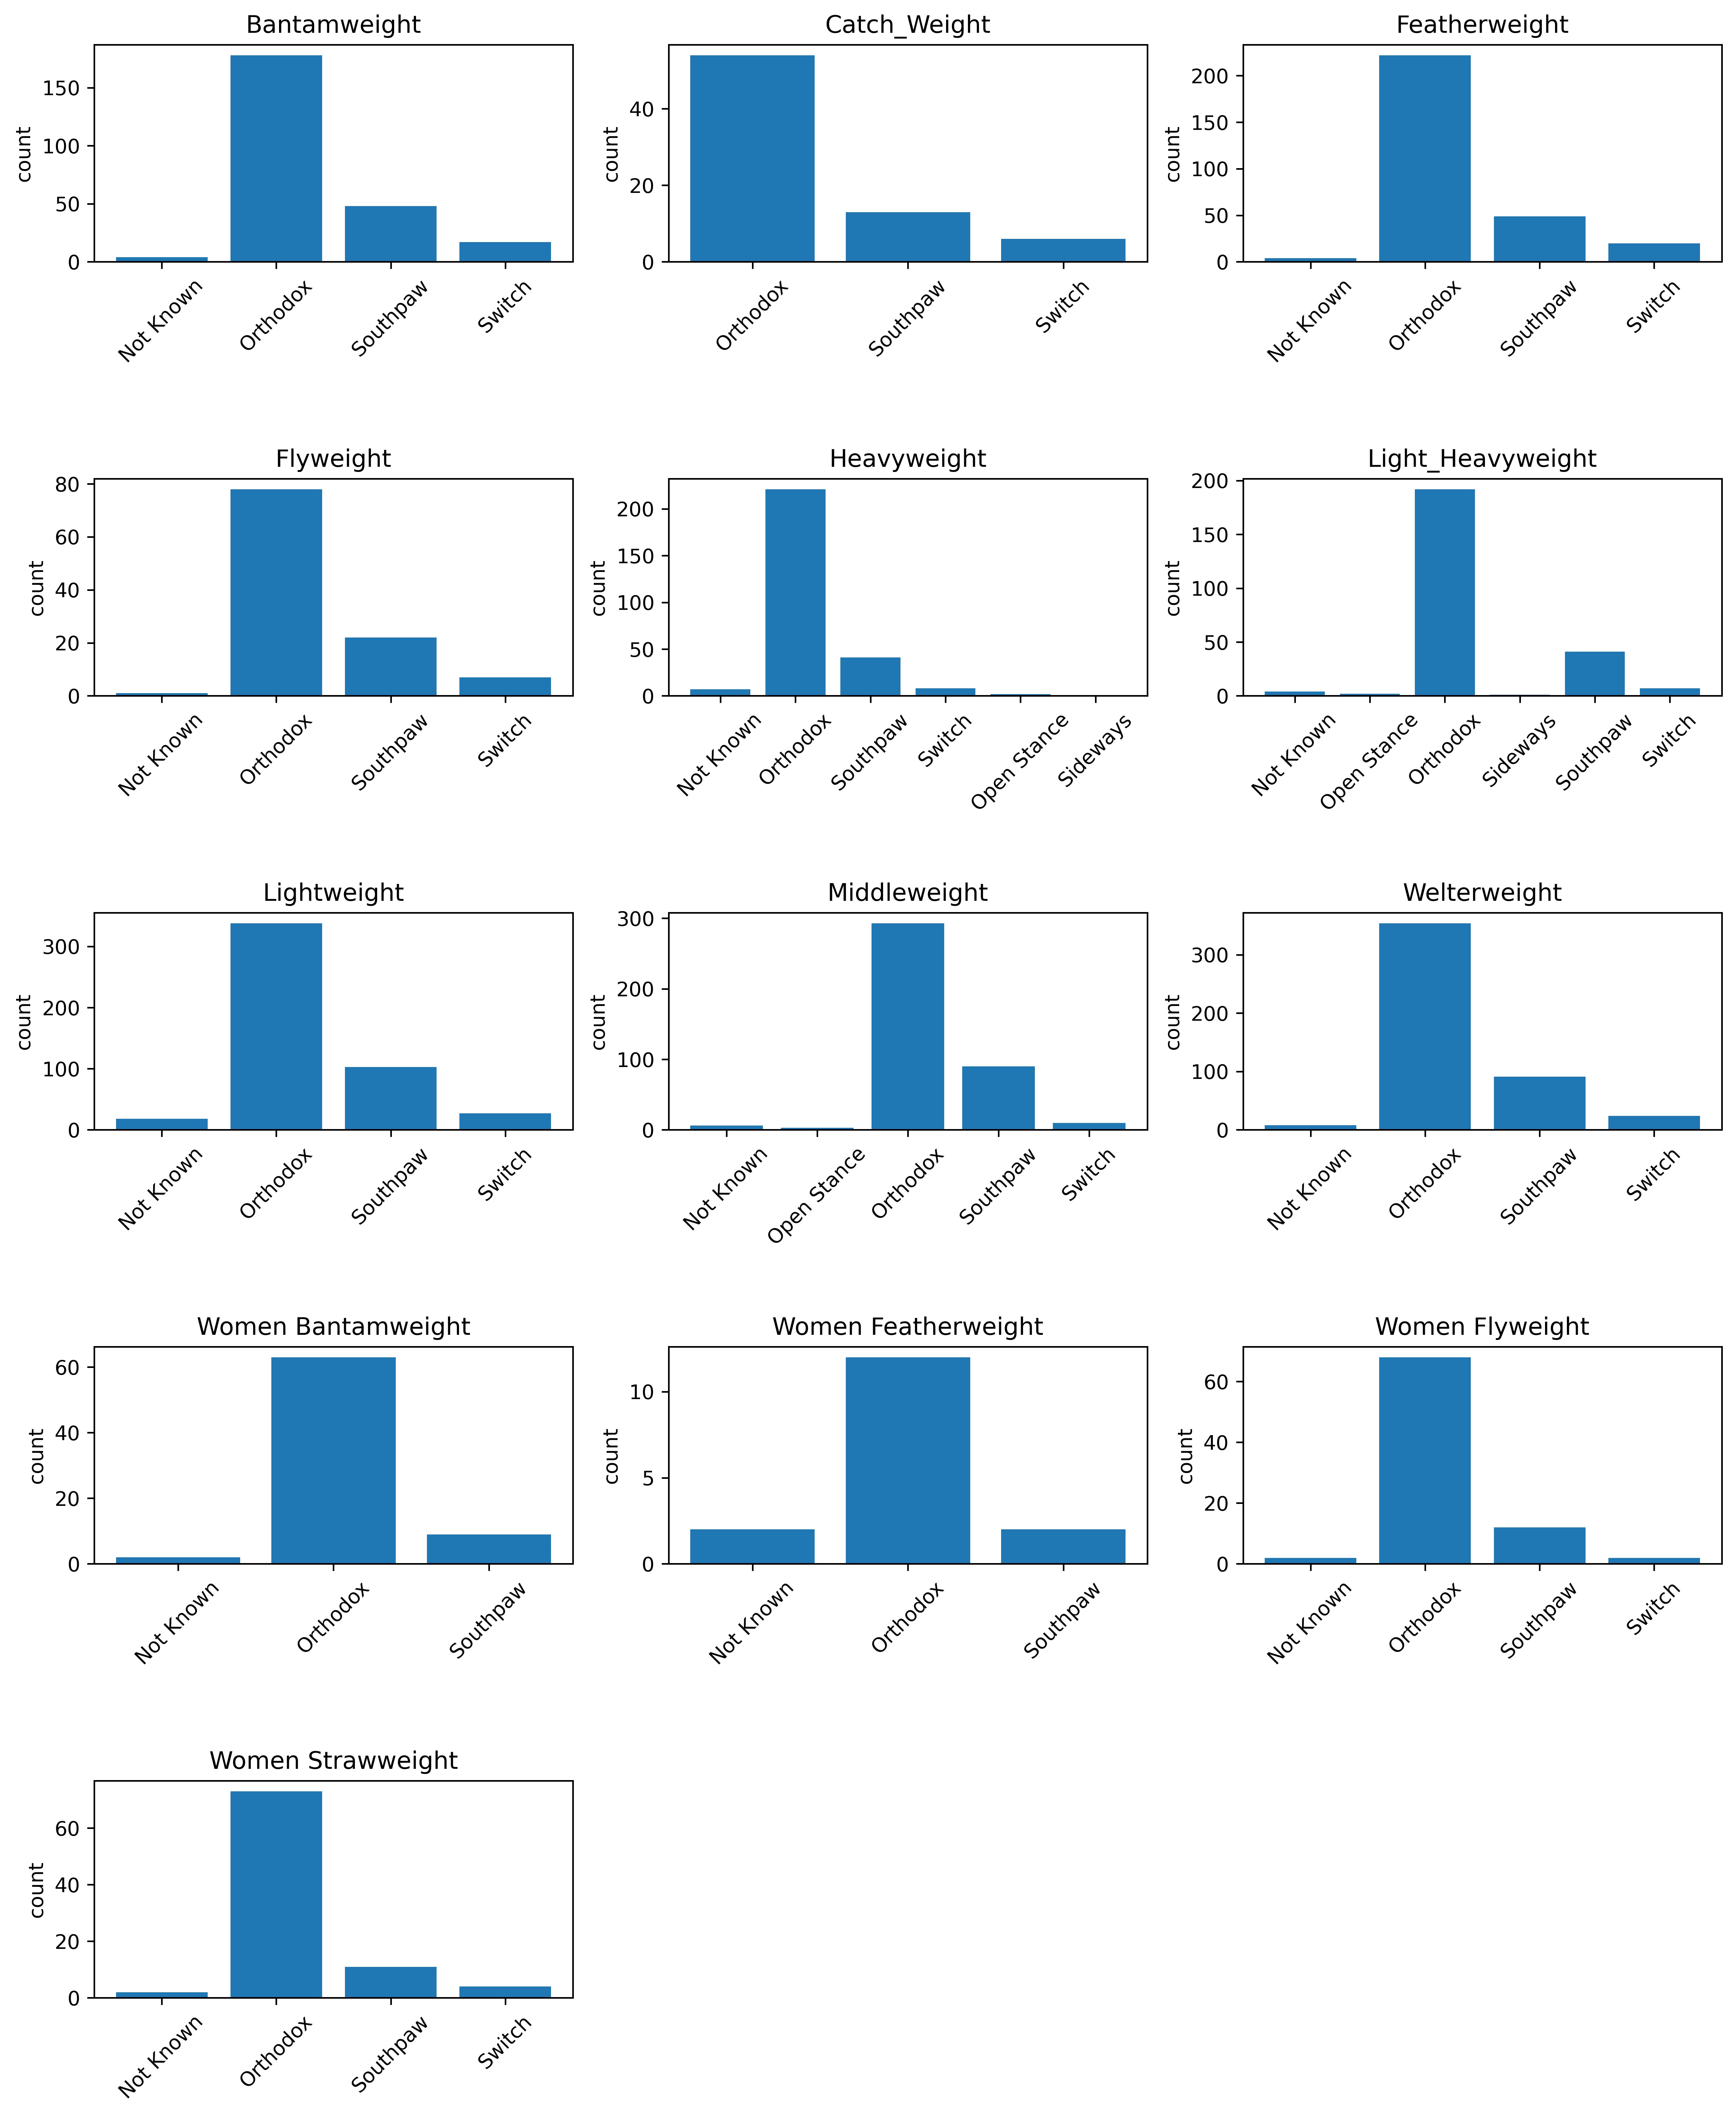 Bantamweight
count
150
100
50
0
Not Known
Orthodox
Southpaw
Switch
Catch_Weight
count
40
20
0
Orthodox
Southpaw
Switch
Featherweight
count
200
150
100
50
0
Not Known
Orthodox
Southpaw
Switch
Flyweight
count
80
60
40
20
0
Not Known
Orthodox
Southpaw
Switch
Heavyweight
count
200
150
100
50
0
Not Known
Orthodox
Southpaw
Switch
Open Stance
Sideways
Light_Heavyweight
count
200
150
100
50
0
Not Known
Open Stance
Orthodox
Sideways
Southpaw
Switch
Lightweight
count
300
200
100
0
Not Known
Orthodox
Southpaw
Switch
Middleweight
count
300
200
100
0
Not Known
Open Stance
Orthodox
Southpaw
Switch
Welterweight
count
300
200
100
0
Not Known
Orthodox
Southpaw
Switch
Women Bantamweight
count
60
40
20
0
Not Known
Orthodox
Southpaw
Women Featherweight
count
10
5
0
Not Known
Orthodox
Southpaw
Women Flyweight
count
60
40
20
0
Not Known
Orthodox
Southpaw
Switch
Women Strawweight
count
60
40
20
0
Not Known
Orthodox
Southpaw
Switch